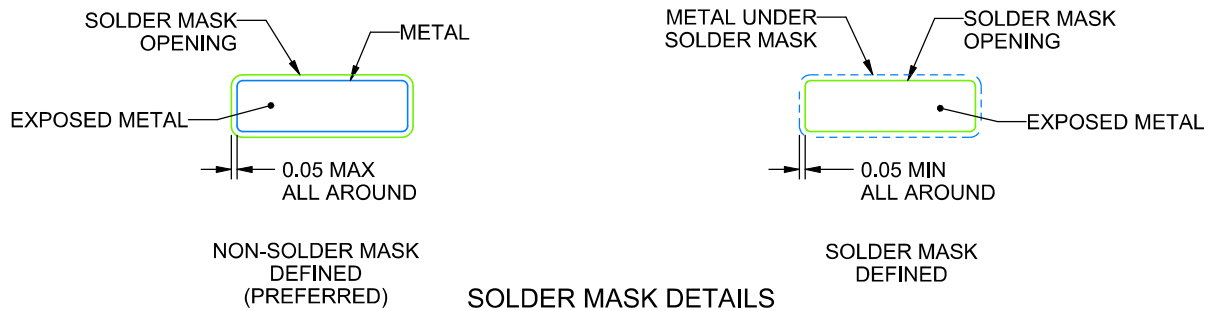 SOLDER MASK
OPENING
METAL
EXPOSED METAL
0.05 MAX
ALL AROUND
NON-SOLDER MASK
DEFINED
(PREFERRED)
METAL UNDER
SOLDER MASK
SOLDER MASK
OPENING
EXPOSED METAL
0.05 MIN
ALL AROUND
SOLDER MASK
DEFINED
SOLDER MASK DETAILS